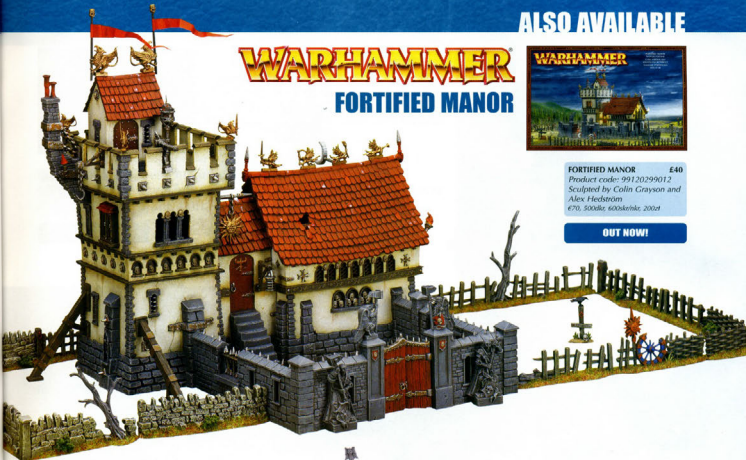 ALSO AVAILABLE
WARHAMMER
FORTIFIED MANOR
WARHAMMER
FORTIFIED MANOR £40
Product code: 99120299012
Sculpted by Colin Grayson and
Alex Hedström
€70, 500dkr, 600skr/nkr, 200zł
OUT NOW!